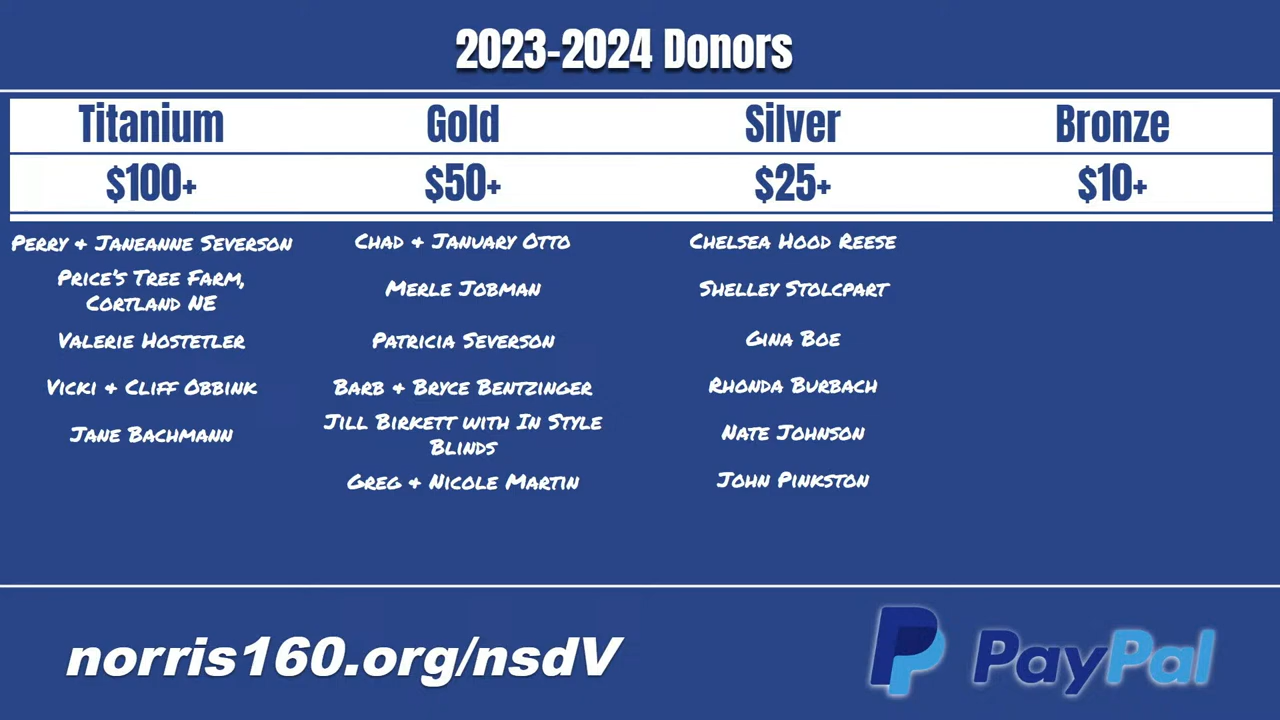 2023-2024 Donors
Titanium Gold Silver Bronze
$100+ $50+ $25+ $10+
Perry & Janeanne Severson
Price's Tree Farm,
Cortland NE
Valerie Hostetler
Vicki & Cliff Obbink
Jane Bachmann
Chad & January Otto
Merle Jobman
Patricia Severson
Barb & Bryce Bentzinger
Jill Birkett with In Style
Blinds
Greg & Nicole Martin
Chelsea Hood Reese
Shelley Stolcpart
Gina Boe
Rhonda Burbach
Nate Johnson
John Pinkston
norris160.org/nsdV
PayPal